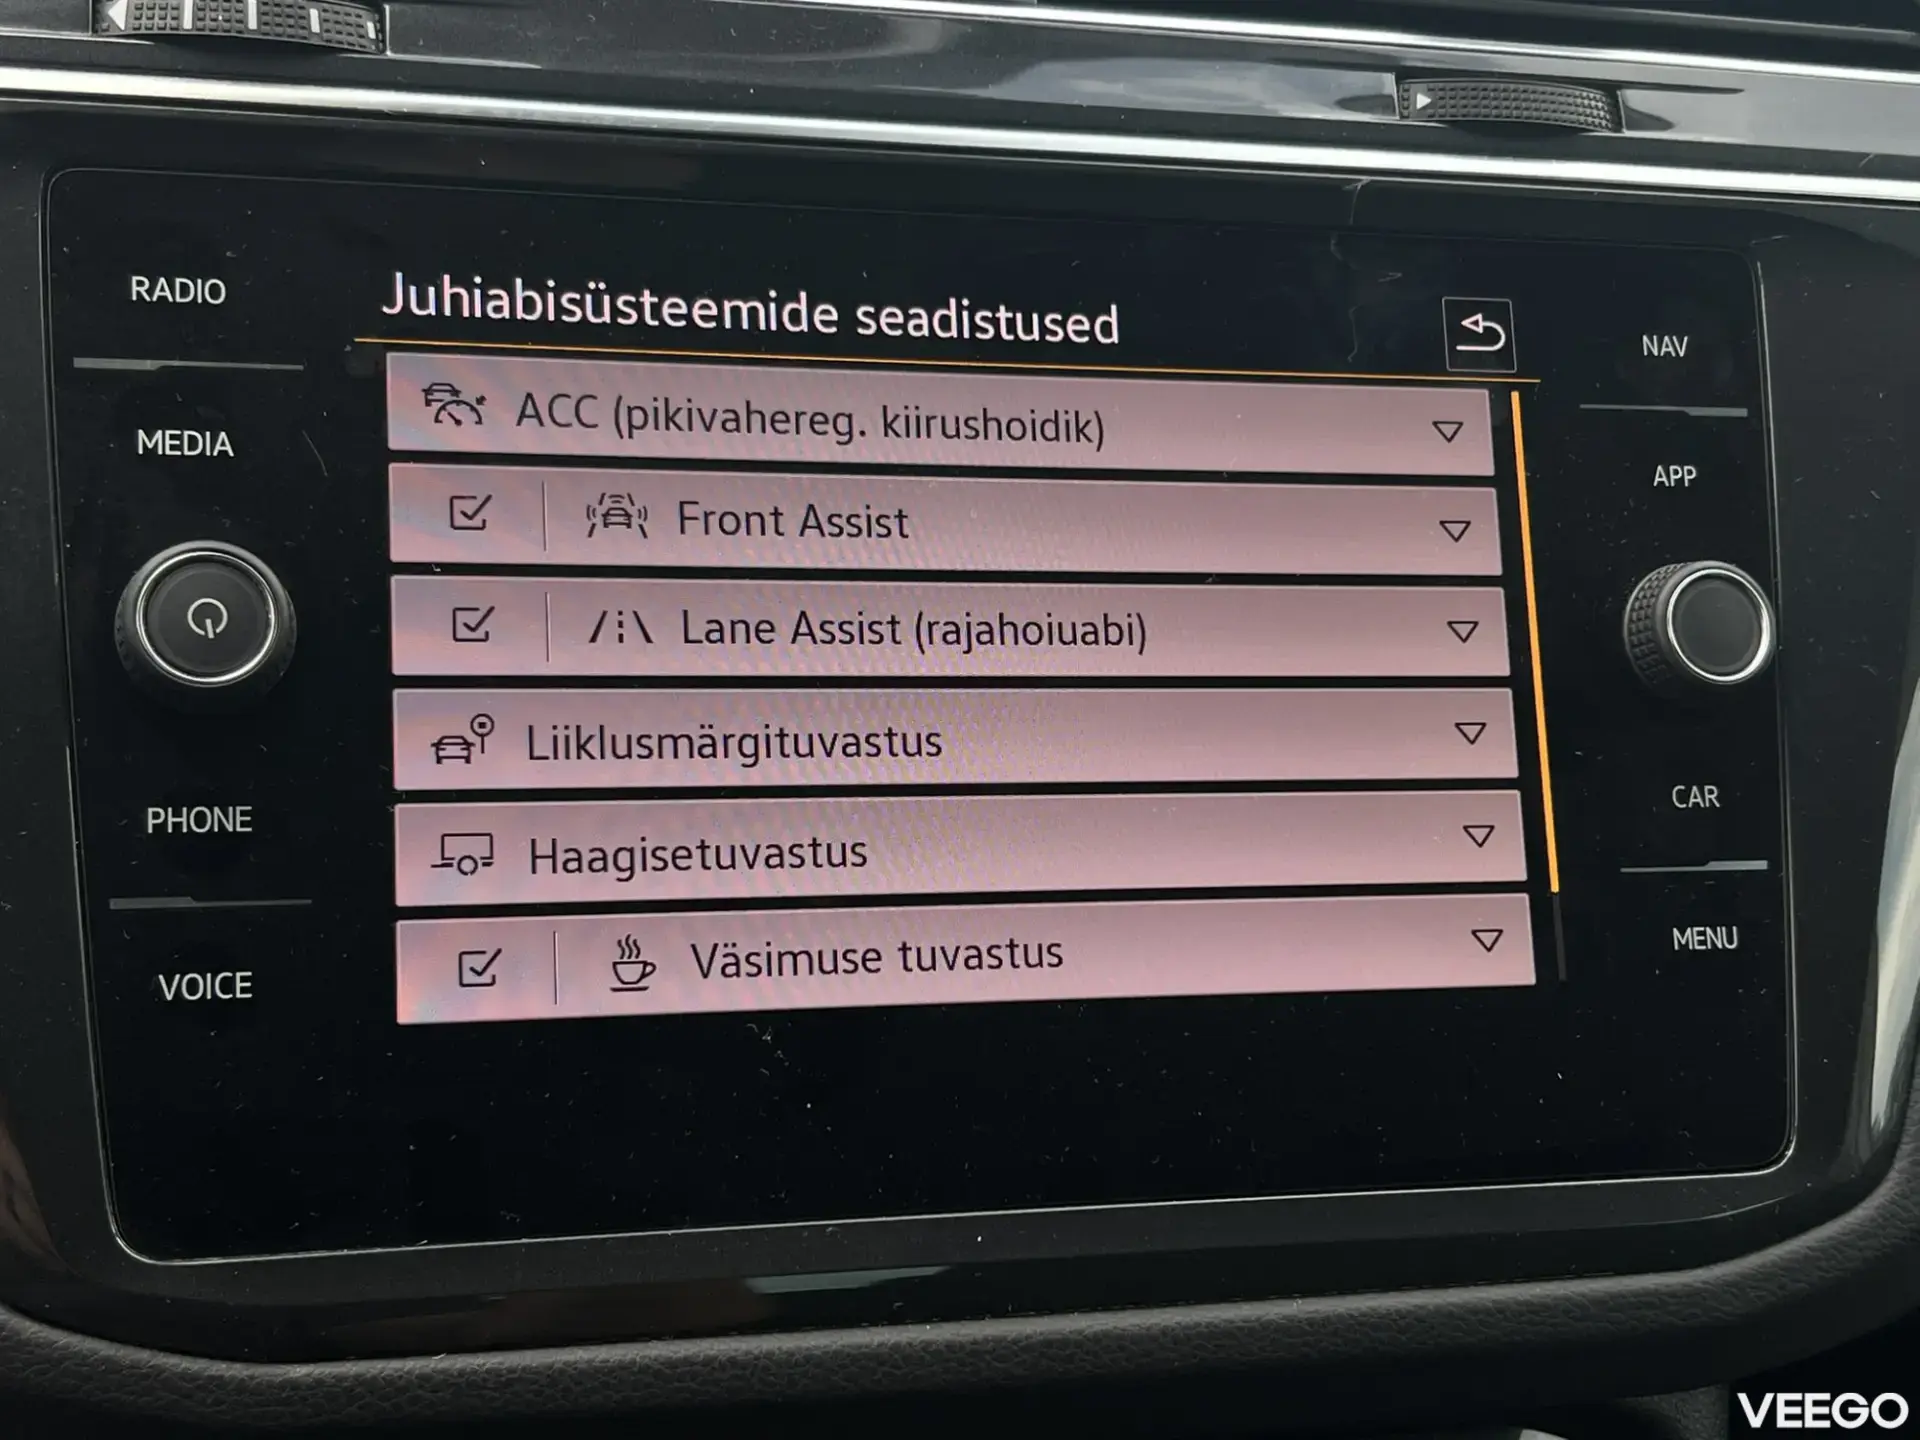 RADIO
MEDIA
PHONE
VOICE
Juhiabisüsteemide seadistused
ACC (pikivahereg. kiirushoidik)
Front Assist
Lane Assist (rajahoiuabi)
Liiklusmärgituvastus
Haagisetuvastus
Väsimuse tuvastus
NAV
APP
CAR
MENU
VEEGO